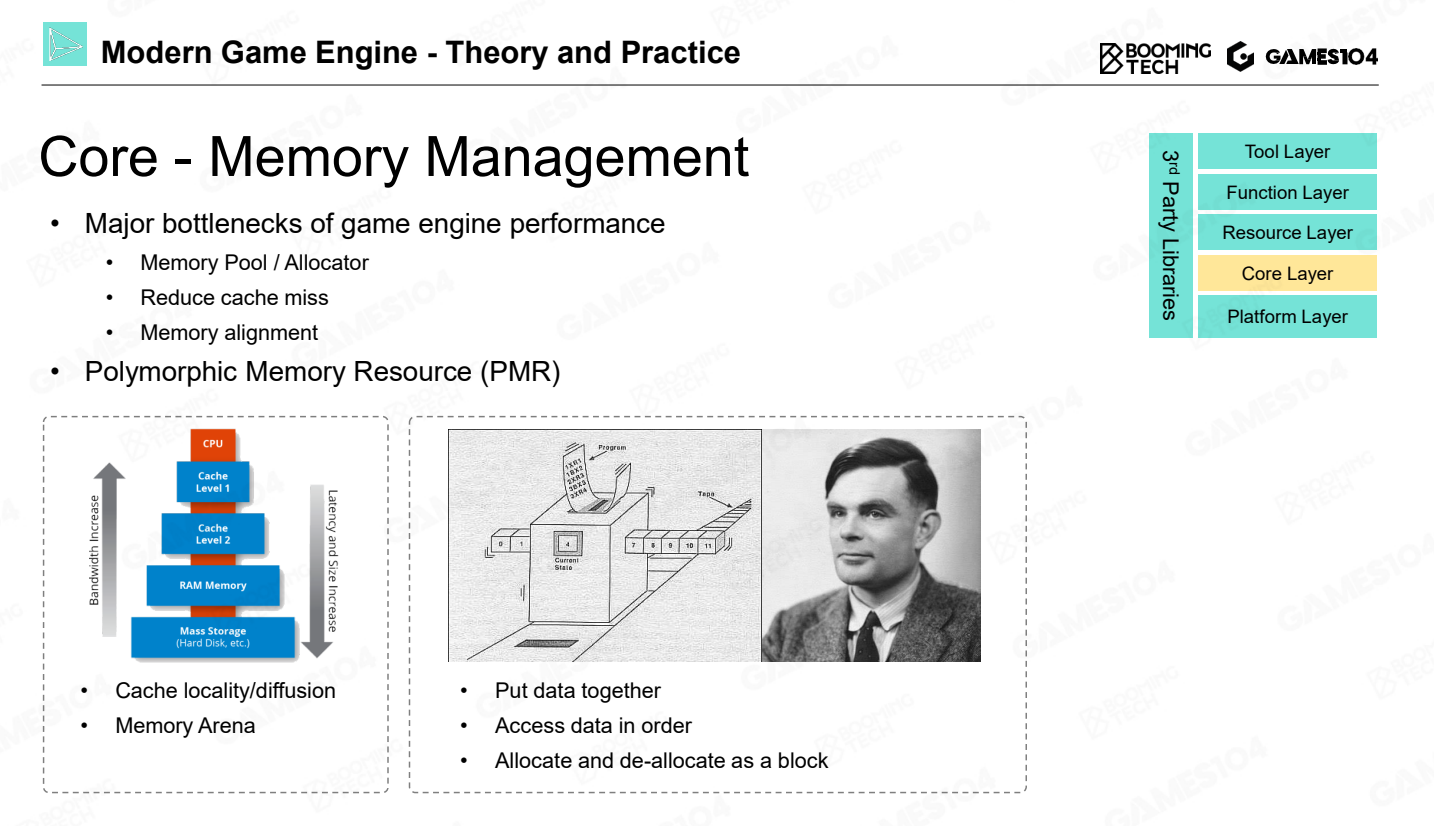 Modern Game Engine - Theory and Practice
BOOMING
TECH
GAMES104
Core - Memory Management
• Major bottlenecks of game engine performance
• Memory Pool / Allocator
• Reduce cache miss
• Memory alignment
• Polymorphic Memory Resource (PMR)
3rd Party Libraries
Tool Layer
Function Layer
Resource Layer
Core Layer
Platform Layer
Bandwidth Increase
CPU
Cache
Level 1
Cache
Level 2
RAM Memory
Mass Storage
(Hard Disk, etc.)
Latency and Size Increase
• Cache locality/diffusion
• Memory Arena
Program
1XR1
1BX2
2XR3
3BX3
3XR4
Tape
0 1
4
Current
State
7 8 9 10 11
• Put data together
• Access data in order
• Allocate and de-allocate as a block